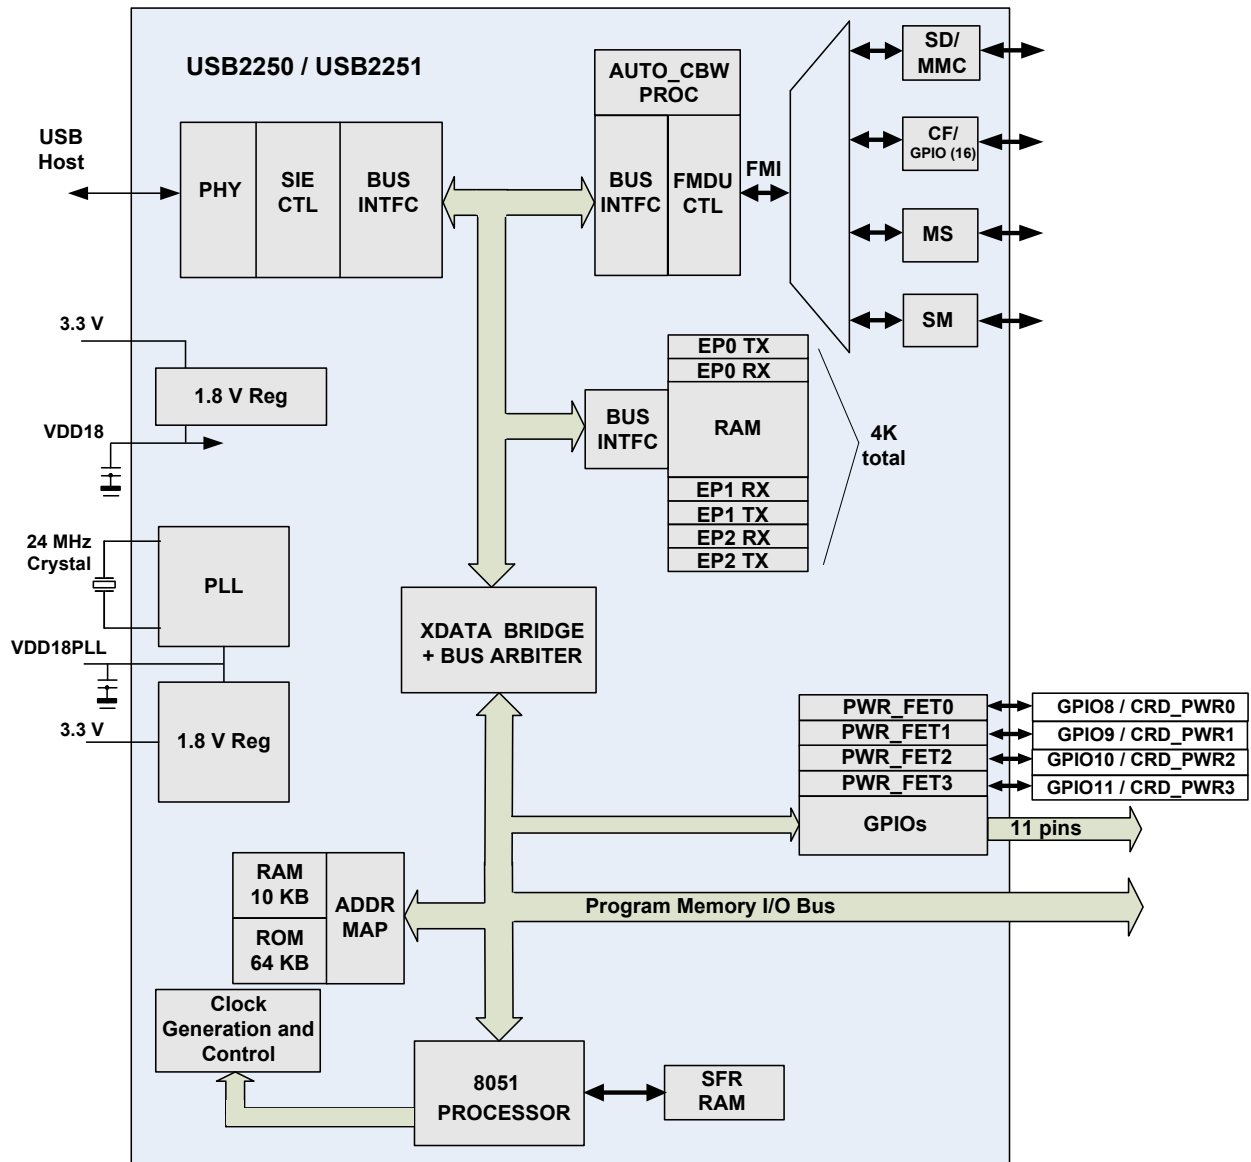 USB2250 / USB2251
USB
Host
PHY
SIE
CTL
BUS
INTFC
AUTO_CBW
PROC
BUS
INTFC
FMDU
CTL
FMI
SD/
MMC
CF/
GPIO (16)
MS
SM
3.3 V
1.8 V Reg
VDD18
EP0 TX
EP0 RX
BUS
INTFC
RAM
EP1 RX
EP1 TX
EP2 RX
EP2 TX
4K
total
24 MHz
Crystal
PLL
VDD18PLL
3.3 V
1.8 V Reg
XDATA BRIDGE
+ BUS ARBITER
PWR_FET0
PWR_FET1
PWR_FET2
PWR_FET3
GPIOs
GPIO8 / CRD_PWR0
GPIO9 / CRD_PWR1
GPIO10 / CRD_PWR2
GPIO11 / CRD_PWR3
11 pins
RAM
10 KB
ROM
64 KB
ADDR
MAP
Program Memory I/O Bus
Clock
Generation and
Control
8051
PROCESSOR
SFR
RAM